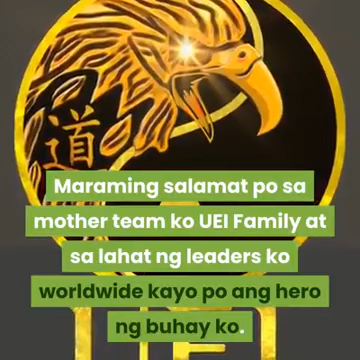 道
Maraming salamat po sa
mother team ko UEI Family at
sa lahat ng leaders ko
worldwide kayo po ang hero
ng buhay ko.
UEI